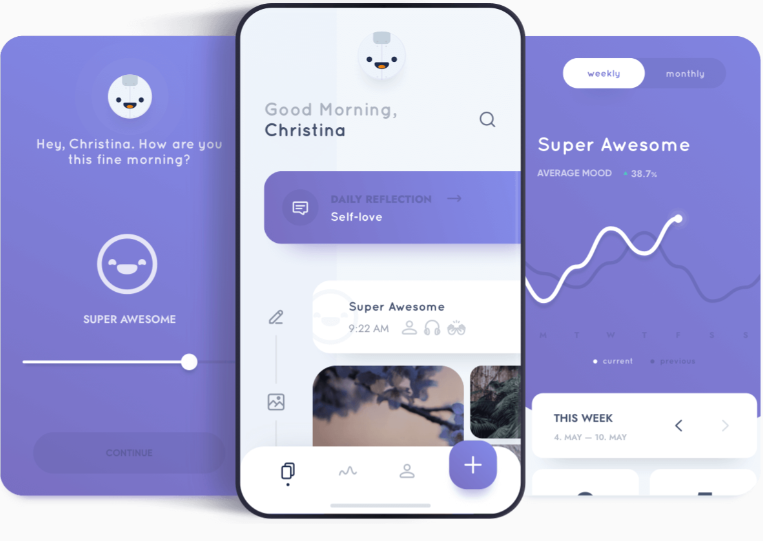 Hey, Christina. How are you
this fine morning?
SUPER AWESOME
CONTINUE
Good Morning,
Christina
DAILY REFLECTION
Self-love
Super Awesome
9:22 AM
weekly
monthly
Super Awesome
AVERAGE MOOD
38.7%
M T W T F S S
current
previous
THIS WEEK
4. MAY — 10. MAY